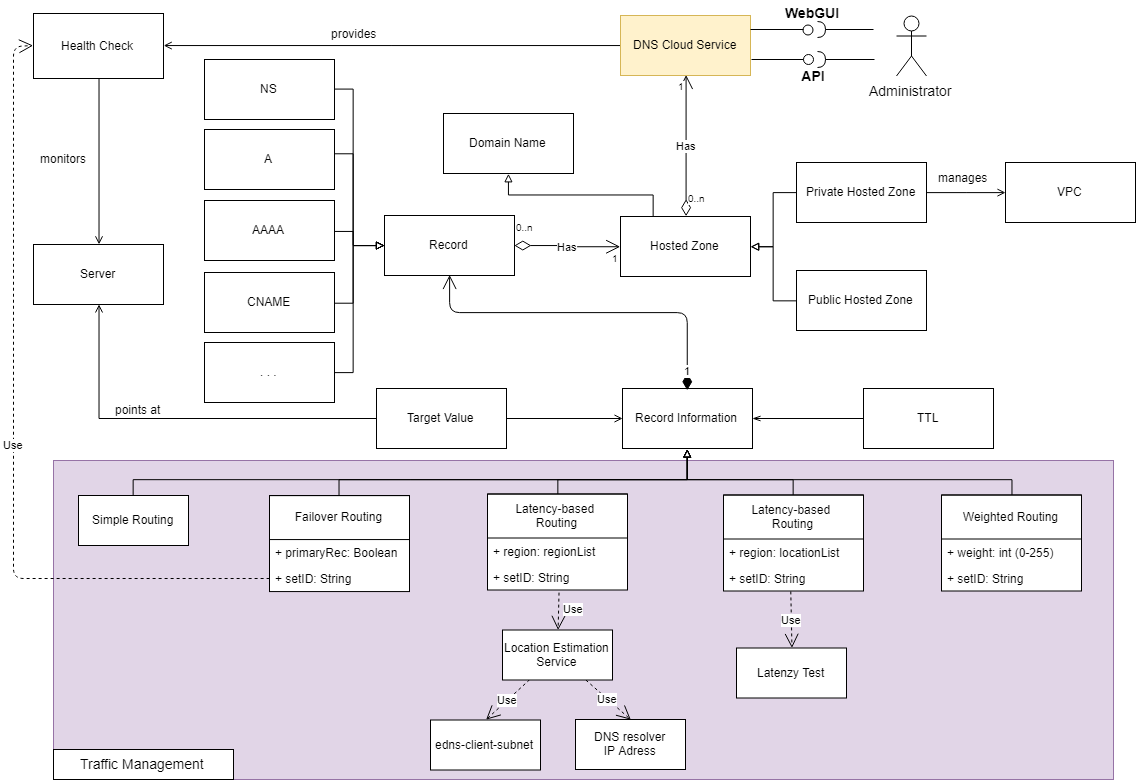 WebGUI
Health Check
provides
DNS Cloud Service
API
Administrator
1
NS
Domain Name
Has
monitors
A
Private Hosted Zone
manages
VPC
0..n
AAAA
Record
0..n
Has
1
Hosted Zone
Server
CNAME
Public Hosted Zone
. . .
1
points at
Target Value
Record Information
TTL
Use
Simple Routing
Failover Routing
+ primaryRec: Boolean
+ setID: String
Latency-based
Routing
+ region: regionList
+ setID: String
Latency-based
Routing
+ region: locationList
+ setID: String
Weighted Routing
+ weight: int (0-255)
+ setID: String
Use
Use
Location Estimation
Service
Latenzy Test
Use
Use
edns-client-subnet
DNS resolver
IP Adress
Traffic Management